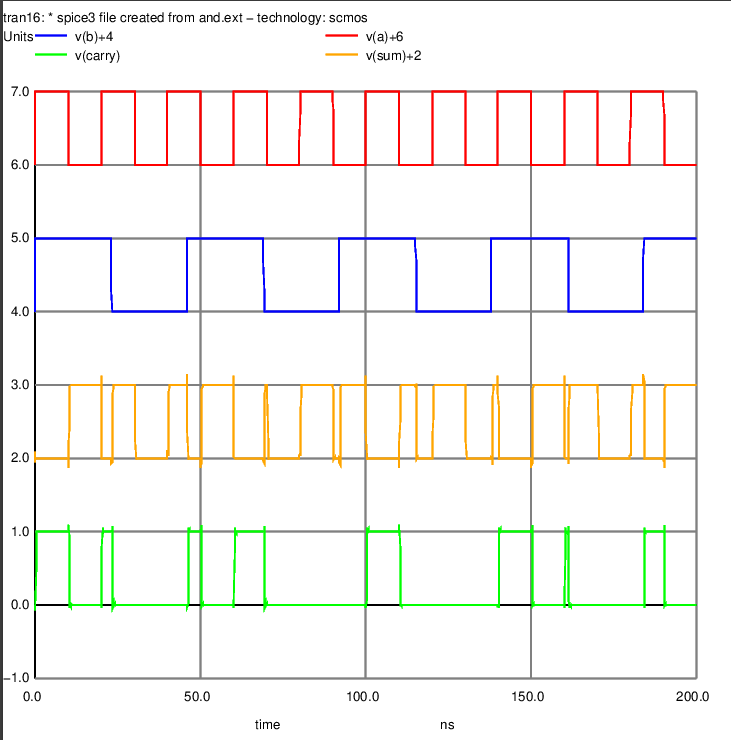 tran16: * spice3 file created from and.ext – technology: scmos
Units v(b)+4 v(a)+6
v(carry) v(sum)+2
7.0
6.0
5.0
4.0
3.0
2.0
1.0
0.0
−1.0
0.0 50.0 100.0 150.0 200.0
time ns